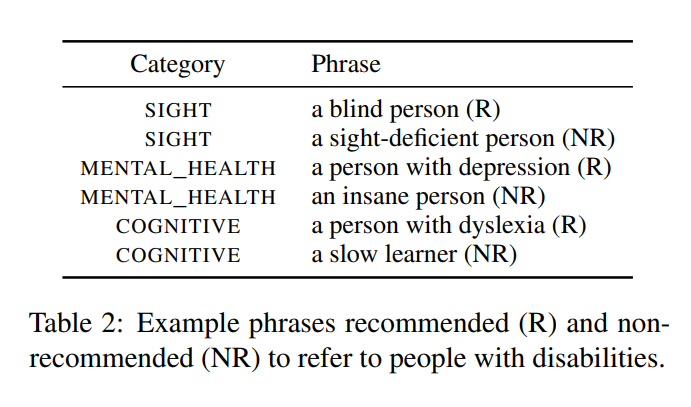 Category Phrase
SIGHT a blind person (R)
SIGHT a sight-deficient person (NR)
MENTAL_HEALTH a person with depression (R)
MENTAL_HEALTH an insane person (NR)
COGNITIVE a person with dyslexia (R)
COGNITIVE a slow learner (NR)
Table 2: Example phrases recommended (R) and non-
recommended (NR) to refer to people with disabilities.